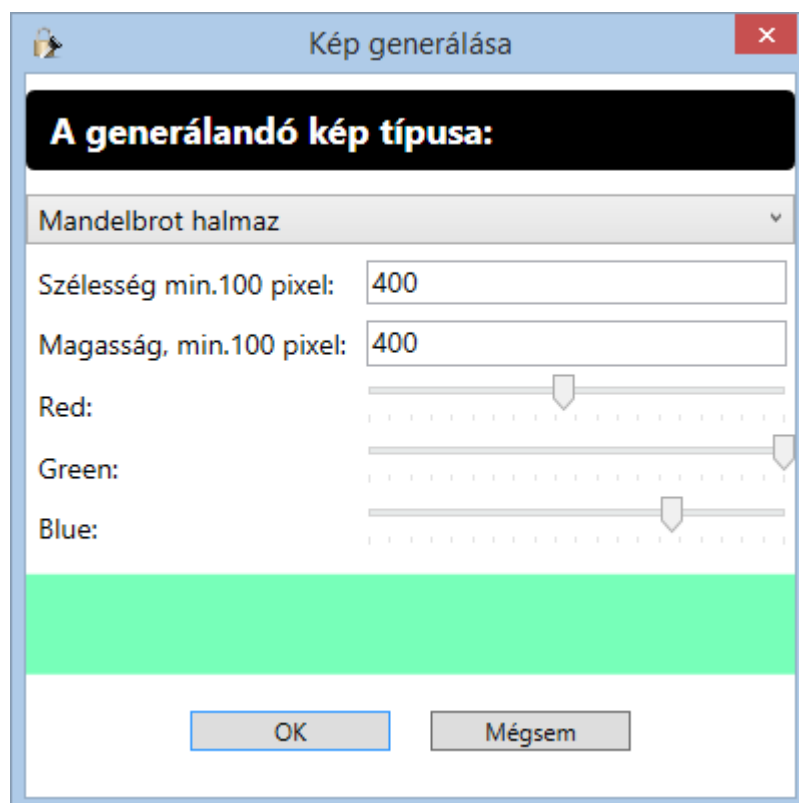 Kép generálása
A generálandó kép típusa:
Mandelbrot halmaz
Szélesség min.100 pixel: 400
Magasság, min.100 pixel: 400
Red:
Green:
Blue:
OK Mégsem